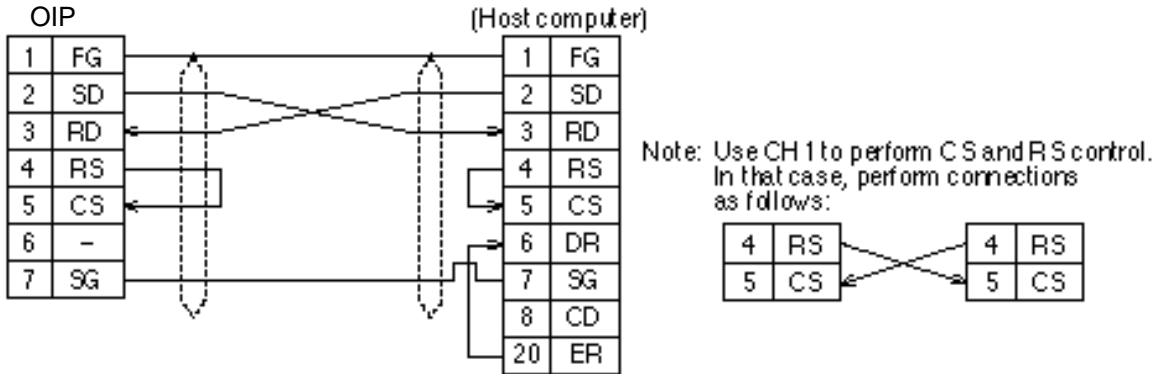 OIP
(Host computer)
1 FG
2 SD
3 RD
4 RS
5 CS
6 –
7 SG
1 FG
2 SD
3 RD
4 RS
5 CS
6 DR
7 SG
8 CD
20 ER
Note: Use CH 1 to perform CS and RS control.
In that case, perform connections
as follows:
4 RS
5 CS
4 RS
5 CS